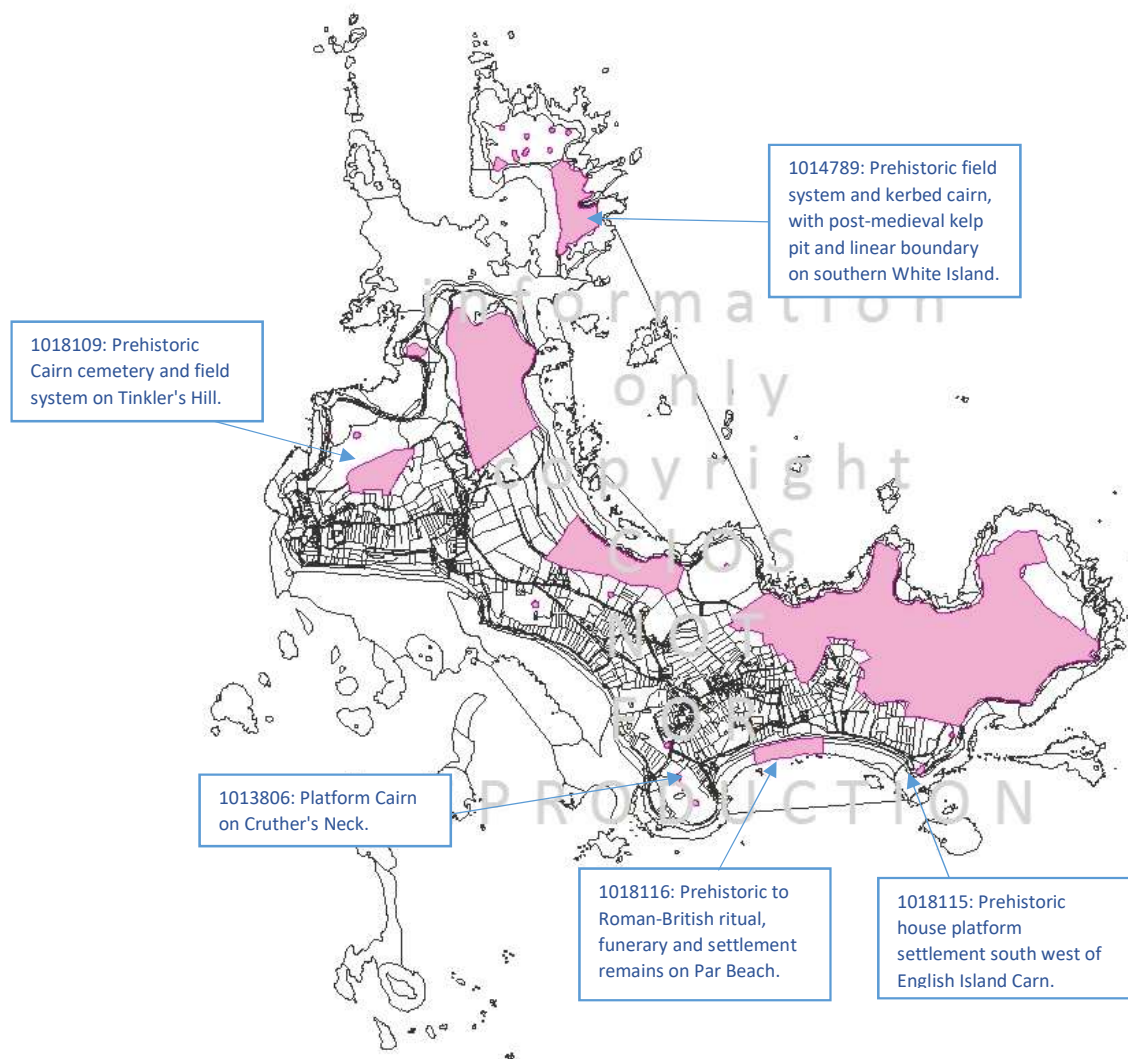 1014789: Prehistoric field
system and kerbed cairn,
with post-medieval kelp
pit and linear boundary
on southern White Island.
information
only
copyright
CIOS
NOT
FOR
PRODUCTION
1018109: Prehistoric
Cairn cemetery and field
system on Tinkler's Hill.
1013806: Platform Cairn
on Cruther's Neck.
1018116: Prehistoric to
Roman-British ritual,
funerary and settlement
remains on Par Beach.
1018115: Prehistoric
house platform
settlement south west of
English Island Carn.